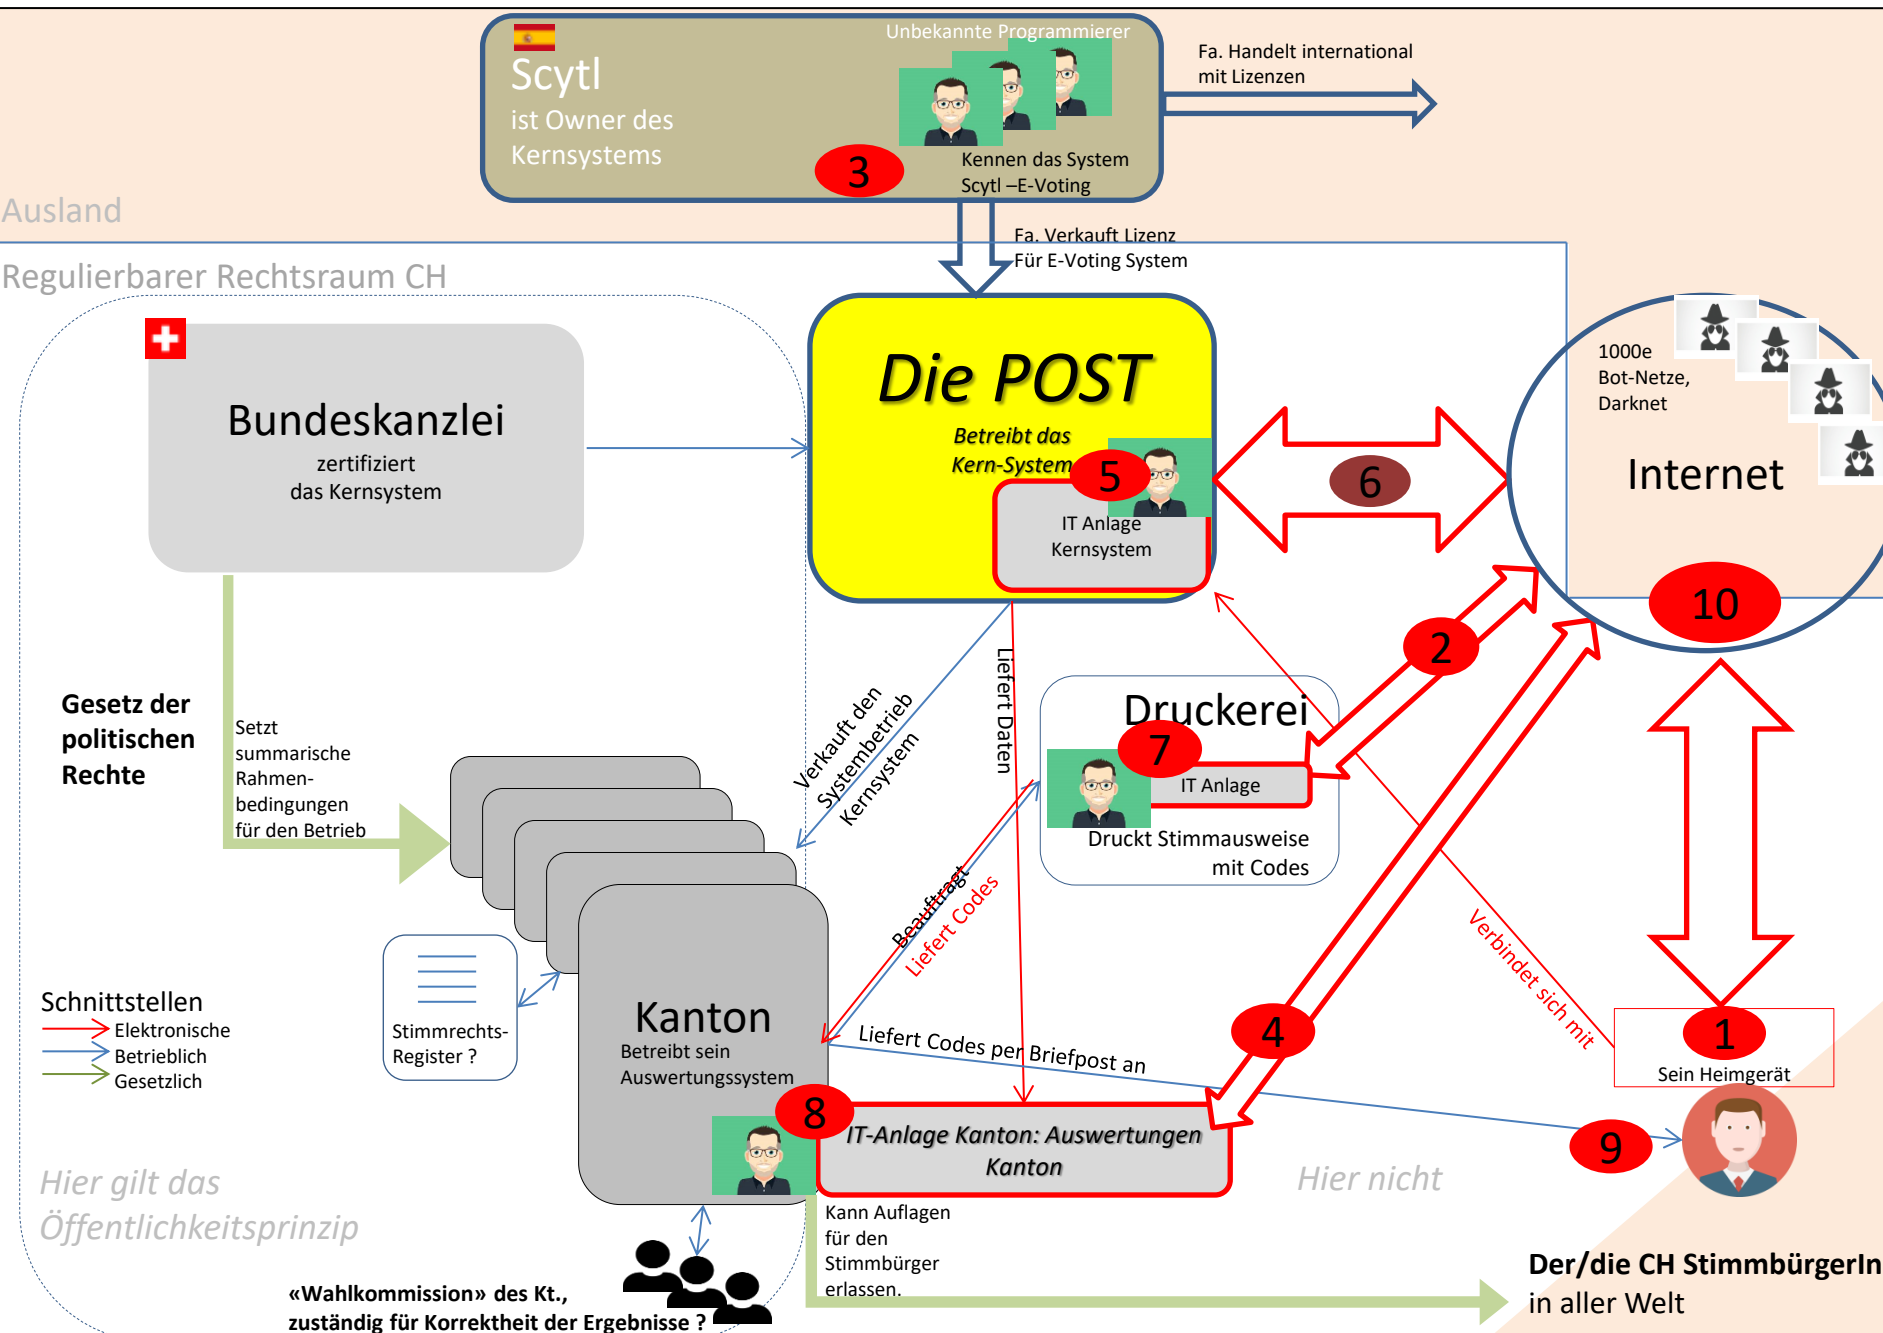 Unbekannte Programmierer
Scytl
ist Owner des
Kernsystems
3
Kennen das System
Scytl –E-Voting
Fa. Handelt international
mit Lizenzen
Ausland
Fa. Verkauft Lizenz
Für E-Voting System
Regulierbarer Rechtsraum CH
Bundeskanzlei
zertifiziert
das Kernsystem
Die POST
Betreibt das
Kern-System
5
IT Anlage
Kernsystem
6
1000e
Bot-Netze,
Darknet
Internet
10
2
Gesetz der
politischen
Rechte
Setzt
summarische
Rahmen-
bedingungen
für den Betrieb
Verkauft den
Systembetrieb
Kernsystem
Liefert Daten
Druckerei
7
IT Anlage
Druckt Stimmausweise
mit Codes
Beauftragt
Liefert Codes
Verbindet sich mit
Schnittstellen
Elektronische
Betrieblich
Gesetzlich
Stimmrechts-
Register ?
Kanton
Betreibt sein
Auswertungssystem
Liefert Codes per Briefpost an
4
1
Sein Heimgerät
8
IT-Anlage Kanton: Auswertungen
Kanton
9
Hier gilt das
Öffentlichkeitsprinzip
Hier nicht
Kann Auflagen
für den
Stimmbürger
erlassen.
«Wahlkommission» des Kt.,
zuständig für Korrektheit der Ergebnisse ?
Der/die CH StimmbürgerIn
in aller Welt